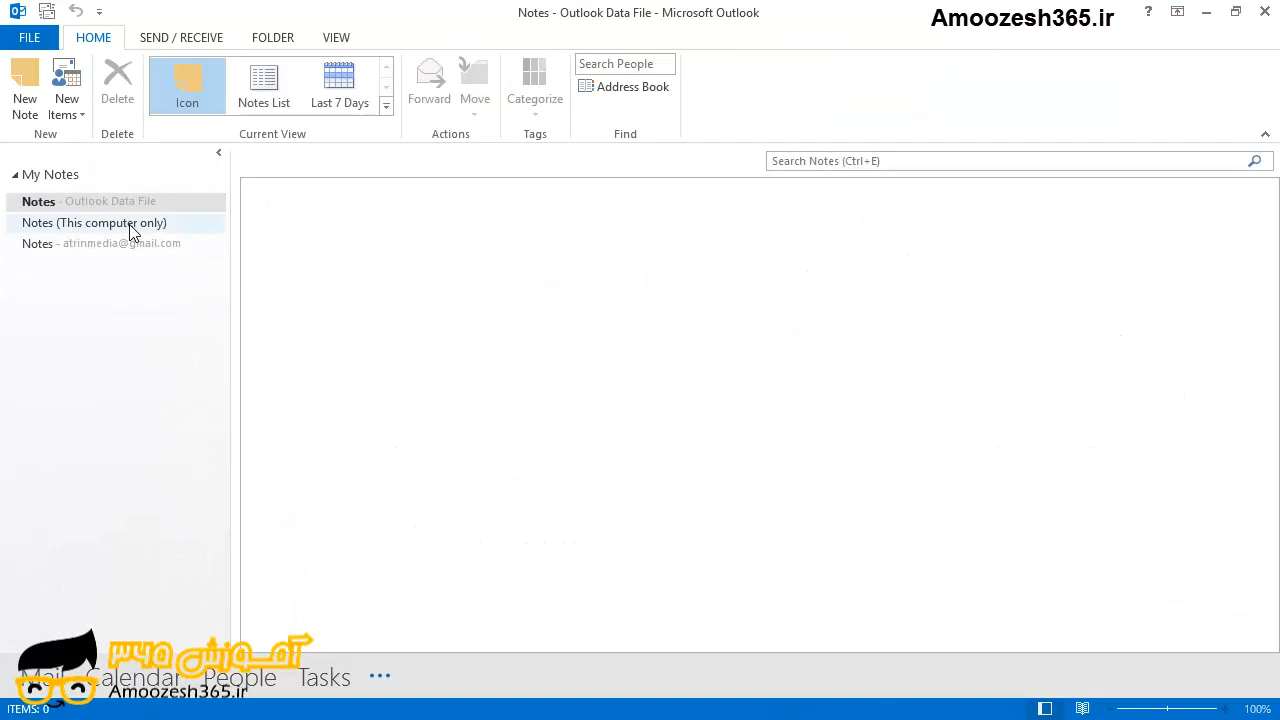 Notes - Outlook Data File - Microsoft Outlook
Amoozesh365.ir
FILE
HOME
SEND / RECEIVE
FOLDER
VIEW
New Note
New Items
Delete
Icon
Notes List
Last 7 Days
Forward
Move
Categorize
Search People
Address Book
New
Delete
Current View
Actions
Tags
Find
My Notes
Search Notes (Ctrl+E)
Notes - Outlook Data File
Notes (This computer only)
Notes - atrinmedia@gmail.com
آموزش ۳۶۵
Mail Calendar People Tasks
Amoozesh365.ir
ITEMS: 0
100%